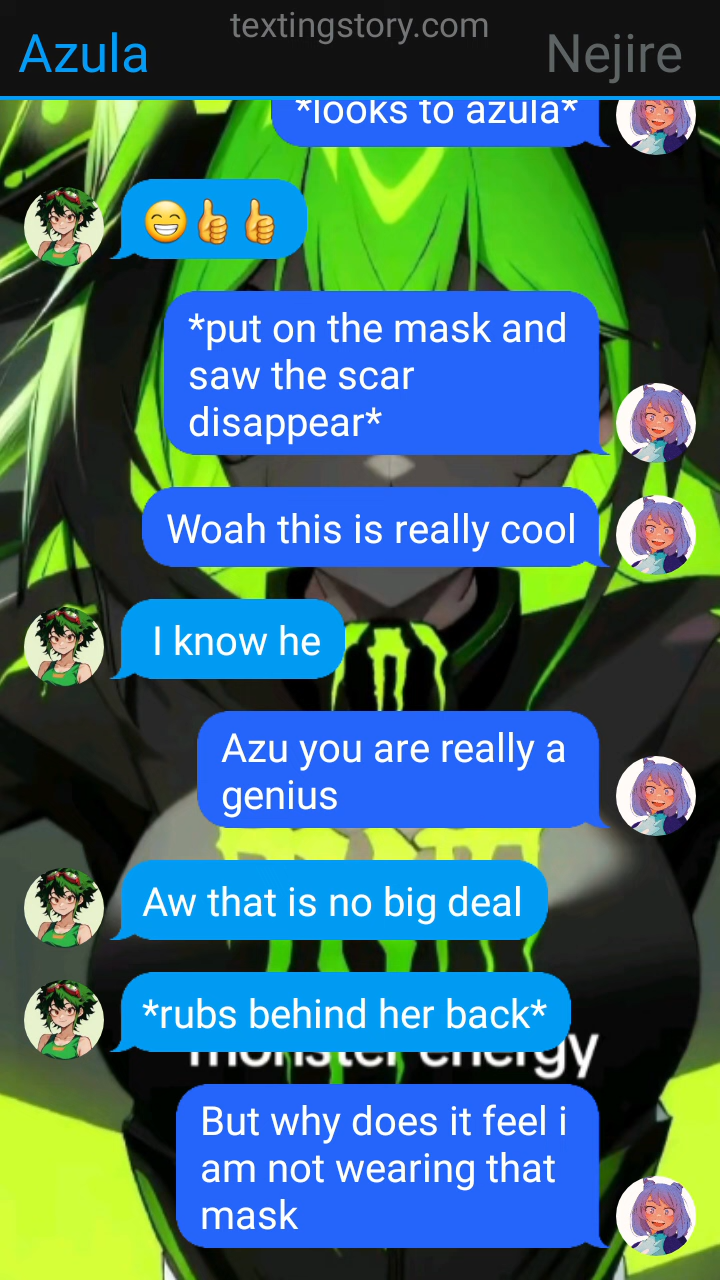 textingstory.com
Azula
Nejire
*looks to azula*
😁👍👍
*put on the mask and
saw the scar
disappear*
Woah this is really cool
I know he
Azu you are really a
genius
Aw that is no big deal
*rubs behind her back*
monster energy
But why does it feel i
am not wearing that
mask